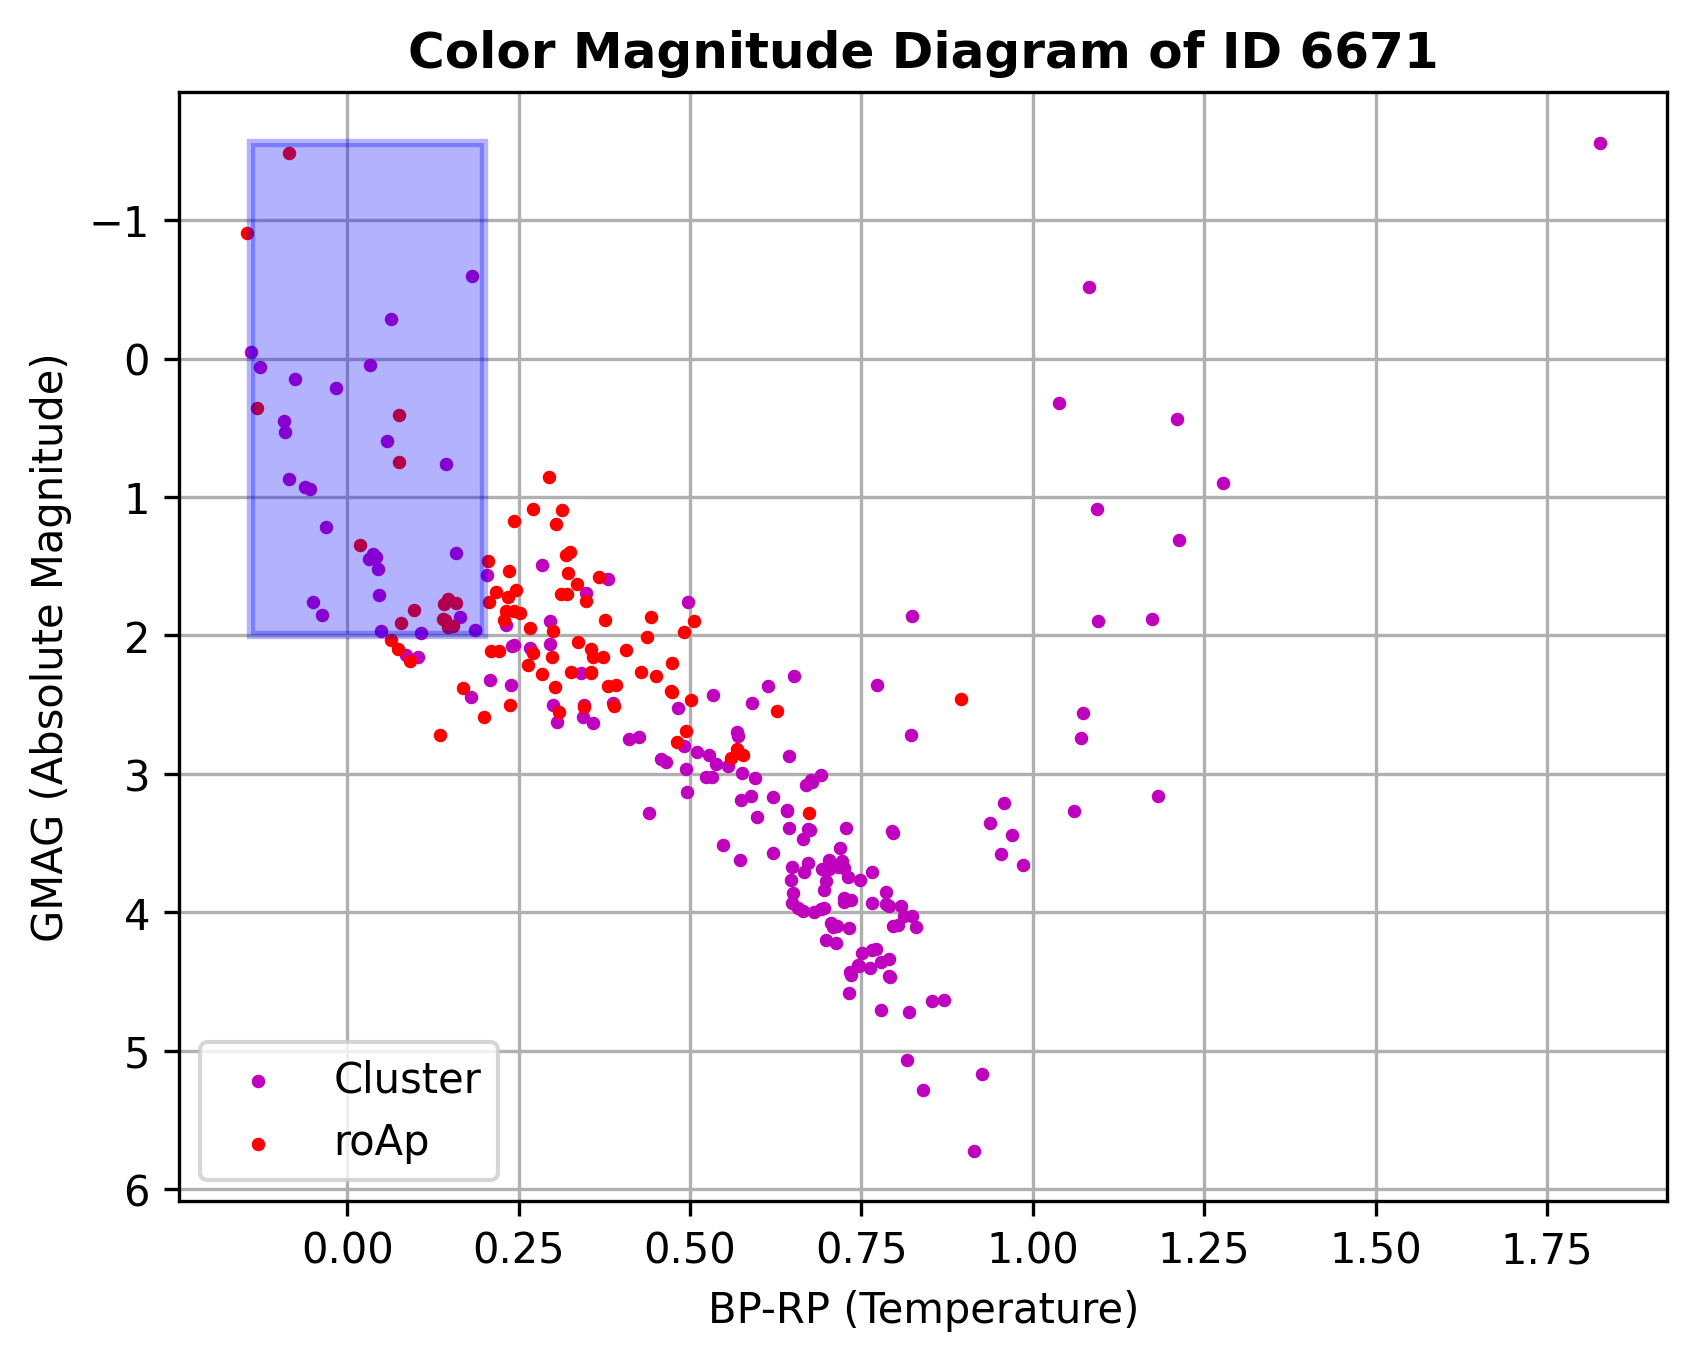 Color Magnitude Diagram of ID 6671
GMAG (Absolute Magnitude)
−1
0
1
2
3
4
5
6
Cluster
roAp
0.00 0.25 0.50 0.75 1.00 1.25 1.50 1.75
BP-RP (Temperature)